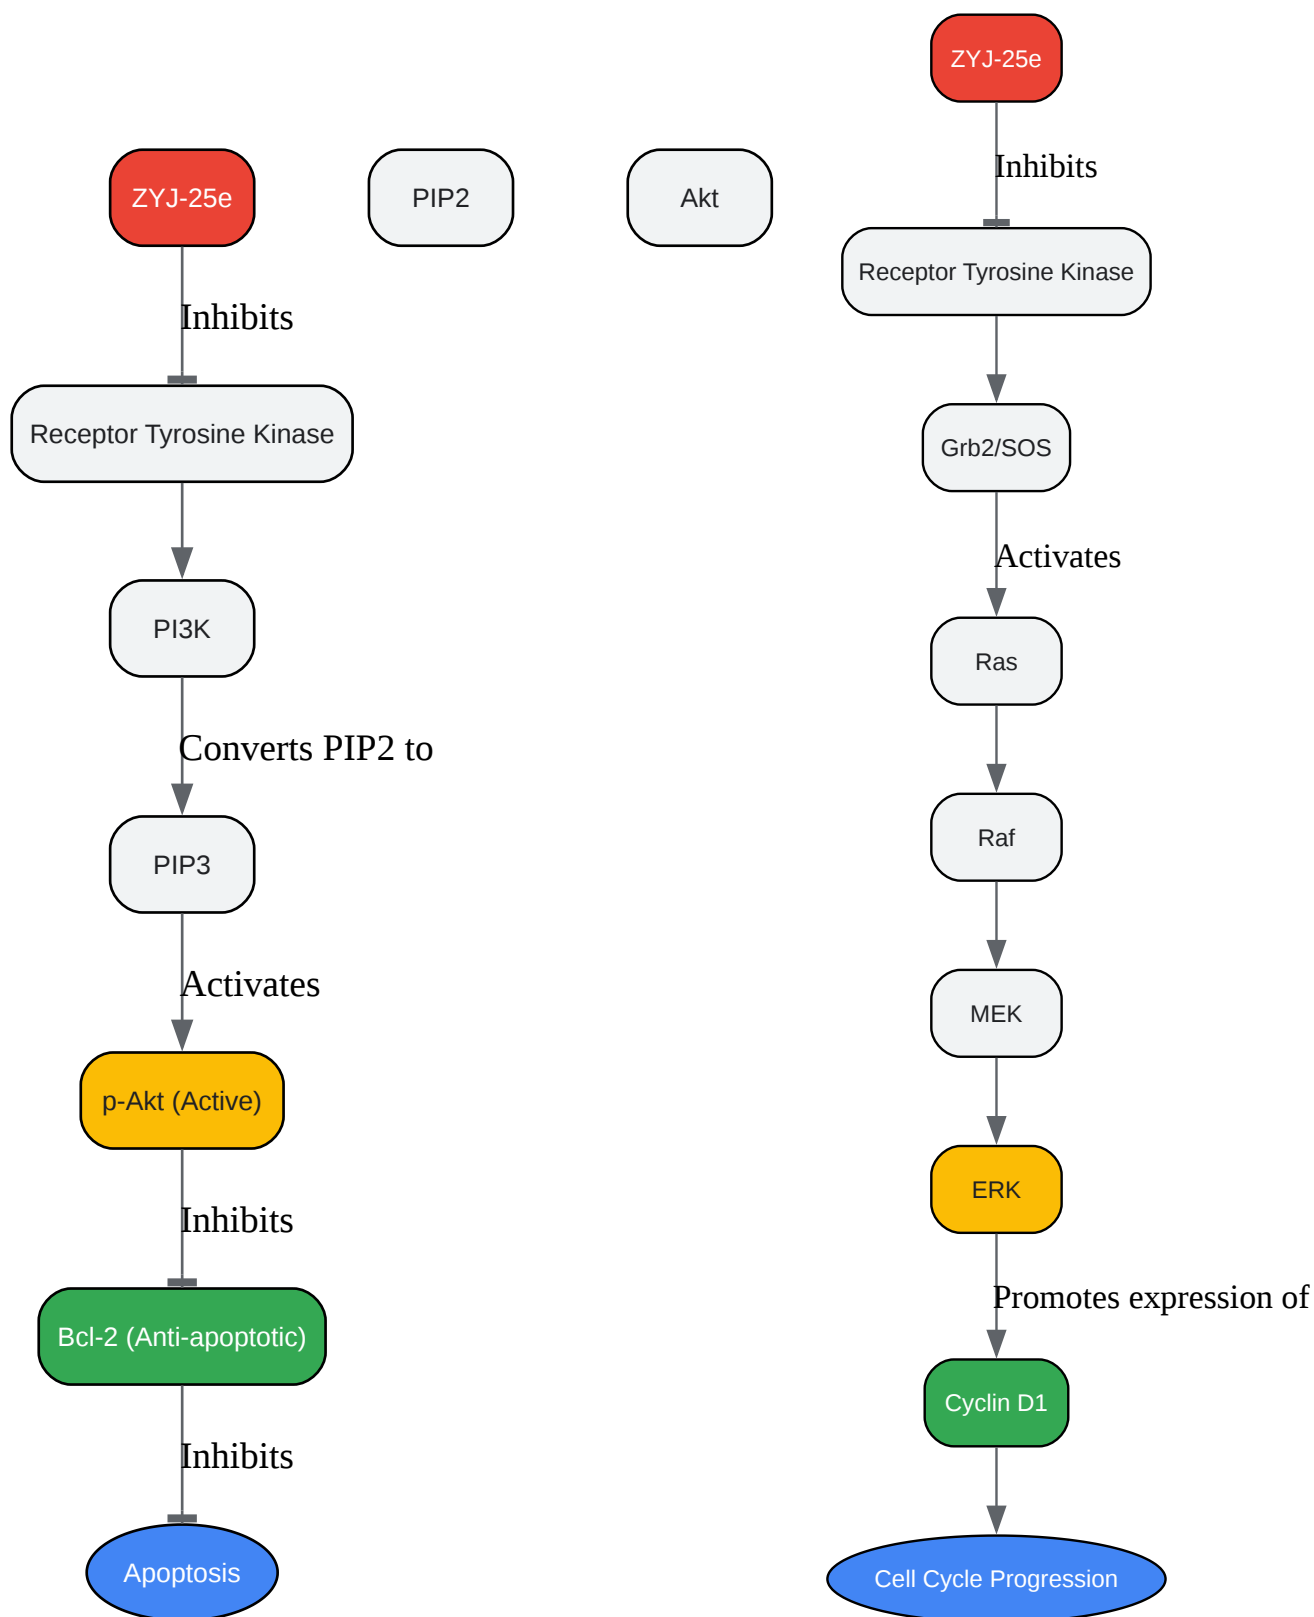 ZYJ-25e
PIP2
Akt
Inhibits
Receptor Tyrosine Kinase
PI3K
Converts PIP2 to
PIP3
Activates
p-Akt (Active)
Inhibits
Bcl-2 (Anti-apoptotic)
Inhibits
Apoptosis
ZYJ-25e
Inhibits
Receptor Tyrosine Kinase
Grb2/SOS
Activates
Ras
Raf
MEK
ERK
Promotes expression of
Cyclin D1
Cell Cycle Progression